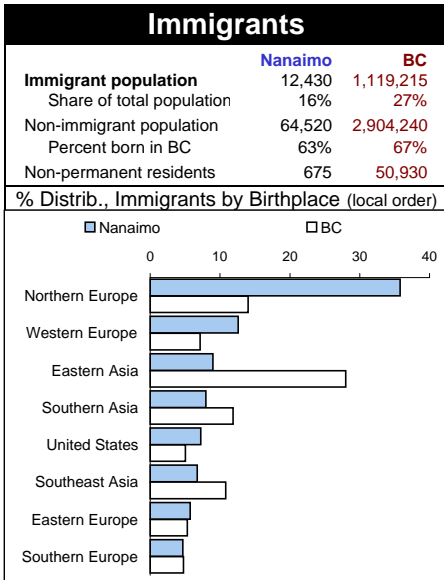 Immigrants
Nanaimo BC
Immigrant population 12,430 1,119,215
Share of total population 16% 27%
Non-immigrant population 64,520 2,904,240
Percent born in BC 63% 67%
Non-permanent residents 675 50,930
% Distrib., Immigrants by Birthplace (local order)
Nanaimo BC
0 10 20 30 40
Northern Europe
Western Europe
Eastern Asia
Southern Asia
United States
Southeast Asia
Eastern Europe
Southern Europe